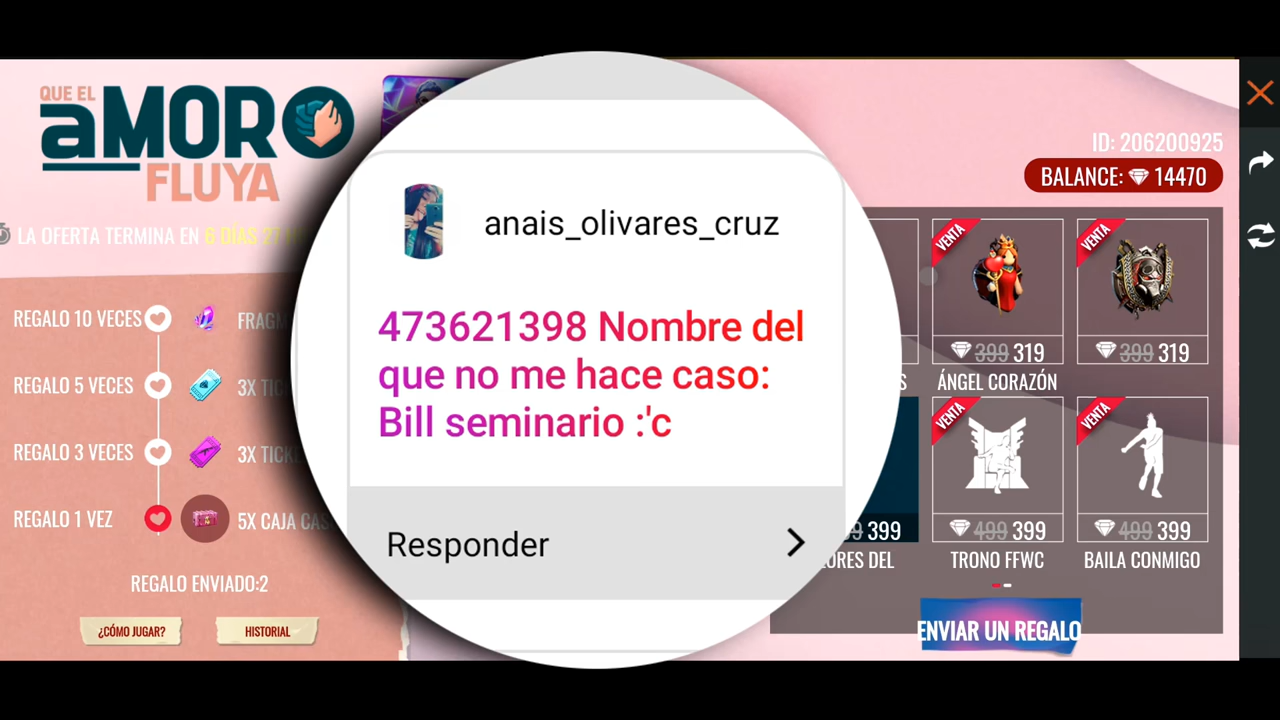 QUE EL
aMOR
FLUYA
LA OFERTA TERMINA EN 6 DÍAS
REGALO 10 VECES
REGALO 5 VECES
3X
REGALO 3 VECES
3X
REGALO 1 VEZ
5X CAJA
REGALO ENVIADO:2
¿CÓMO JUGAR?
HISTORIAL
anais_olivares_cruz
473621398 Nombre del
que no me hace caso:
Bill seminario :'c
Responder
ID: 206200925
BALANCE: 14470
VENTA
399 319
ÁNGEL CORAZÓN
VENTA
399 319
399
DEL
VENTA
499 399
TRONO FFWC
VENTA
499 399
BAILA CONMIGO
ENVIAR UN REGALO